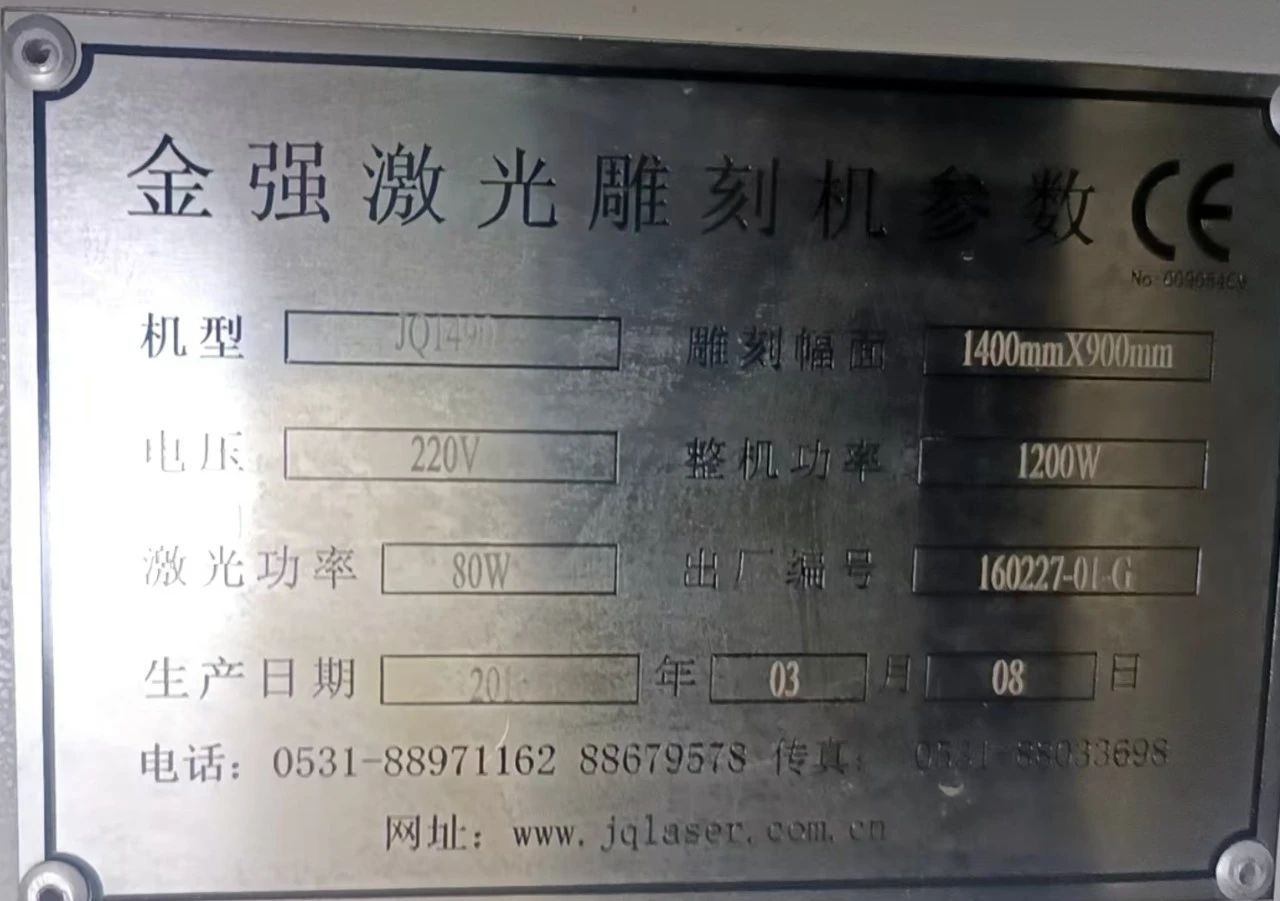 金强激光雕刻机参数 CE
机型 JQ1490 雕刻幅面 1400mmX900mm
电压 220V 整机功率 1200W
激光功率 80W 出厂编号 160227-01-G
生产日期 201 年 03 月 08 日
电话：0531-88971162 88679578 传真： 0531-88033698
网址：www.jqlaser.com.cn